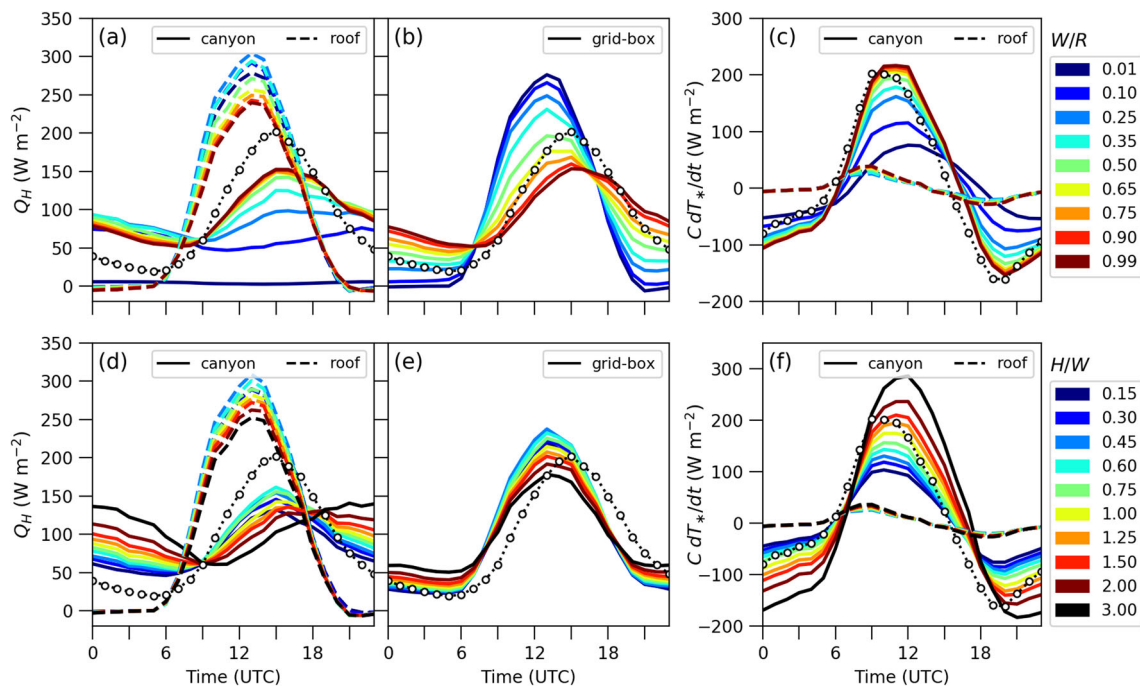 (a) canyon roof
(b) grid-box
(c) canyon roof
W/R
350
300
250
200
150
100
50
0
Q_H (W m⁻²)
300
200
100
0
−100
−200
C dT_*/dt (W m⁻²)
0.01
0.10
0.25
0.35
0.50
0.65
0.75
0.90
0.99
(d) canyon roof
(e) grid-box
(f) canyon roof
H/W
350
300
250
200
150
100
50
0
Q_H (W m⁻²)
300
200
100
0
−100
−200
C dT_*/dt (W m⁻²)
0.15
0.30
0.45
0.60
0.75
1.00
1.25
1.50
2.00
3.00
0 6 12 18
0 6 12 18
0 6 12 18
Time (UTC)
Time (UTC)
Time (UTC)